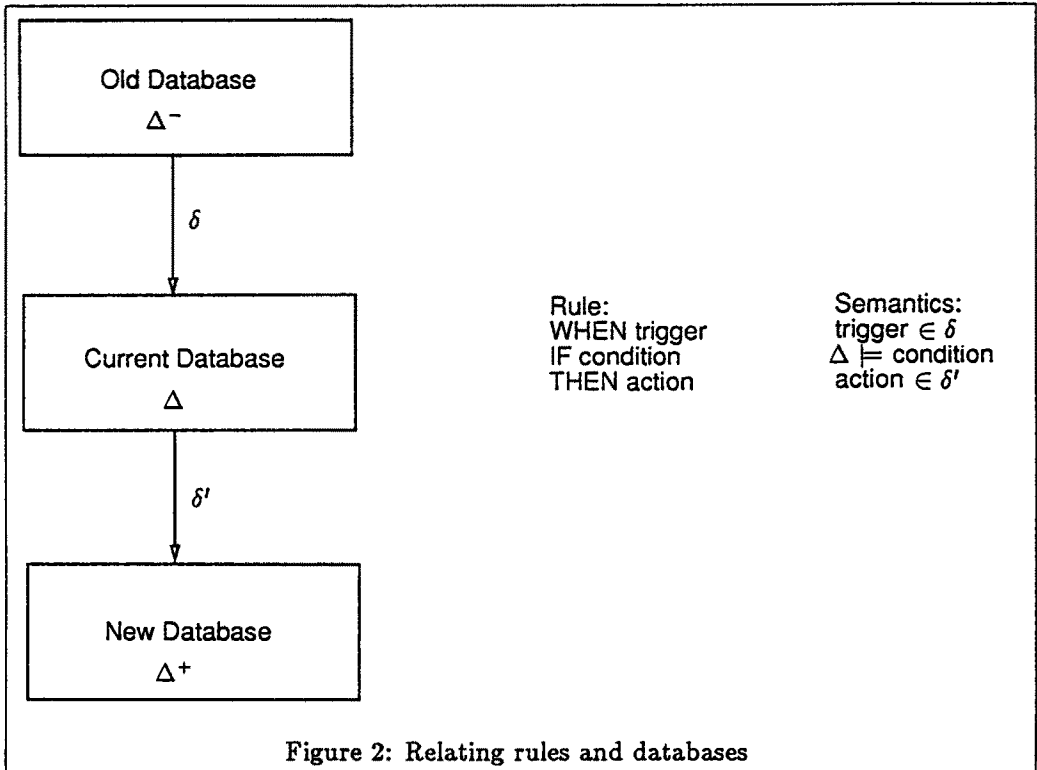 Old Database
Δ⁻
δ
Current Database
Δ
δ'
New Database
Δ⁺
Rule:
WHEN trigger
IF condition
THEN action
Semantics:
trigger ∈ δ
Δ ⊨ condition
action ∈ δ'
Figure 2: Relating rules and databases